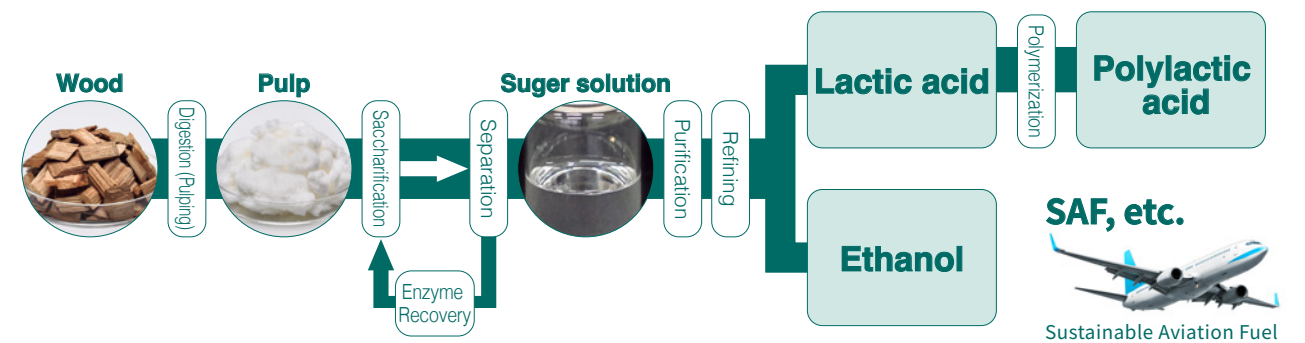 Wood
Digestion (Pulping)
Pulp
Saccharification
Separation
Enzyme
Recovery
Suger solution
Purification
Refining
Lactic acid
Polymerization
Polylactic
acid
Ethanol
SAF, etc.
Sustainable Aviation Fuel